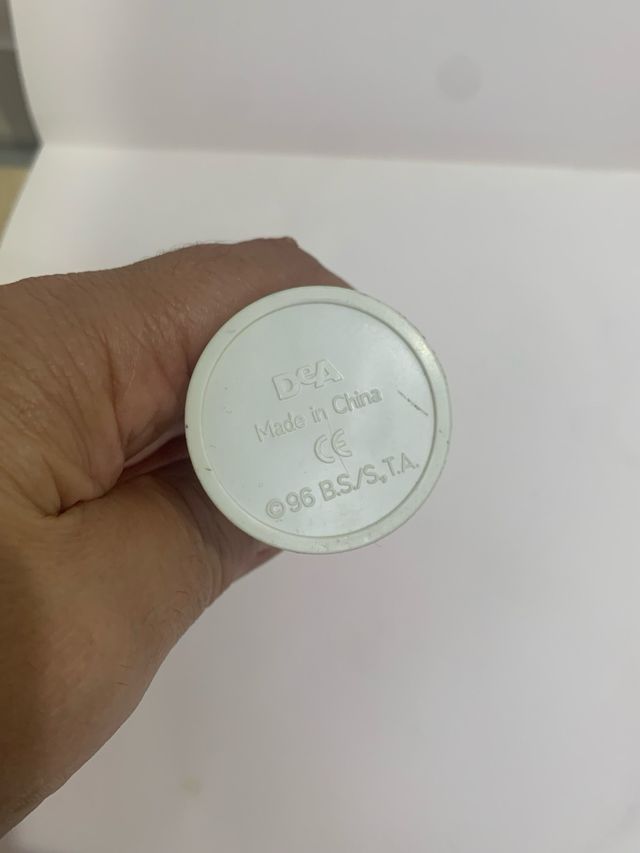 DeA
Made in China
CE
©96 B.S./S,T.A.